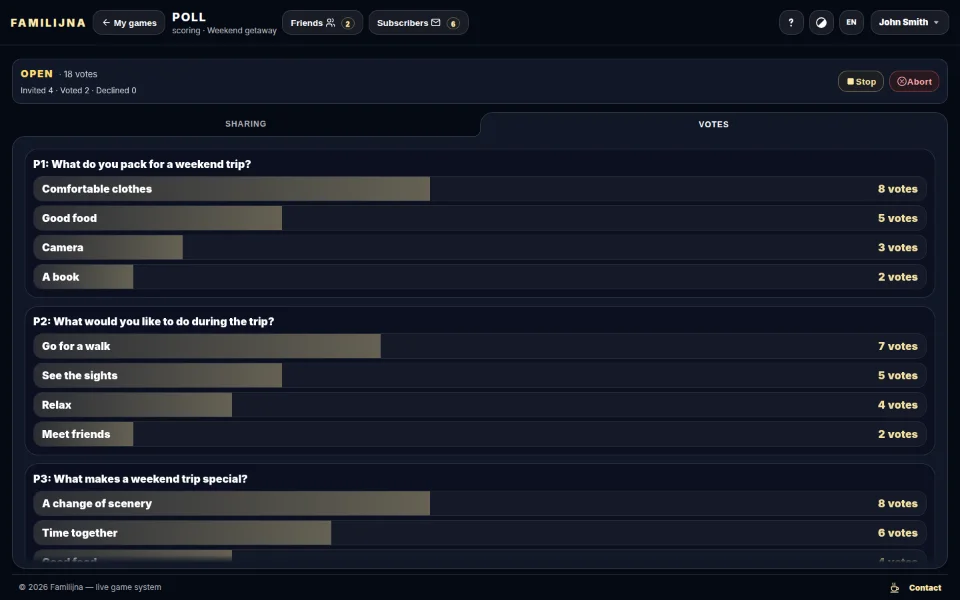 FAMILIJNA
← My games
POLL
scoring · Weekend getaway
Friends 2
Subscribers 6
?
EN
John Smith
OPEN · 18 votes
Invited 4 · Voted 2 · Declined 0
Stop
Abort
SHARING
VOTES
P1: What do you pack for a weekend trip?
Comfortable clothes 8 votes
Good food 5 votes
Camera 3 votes
A book 2 votes
P2: What would you like to do during the trip?
Go for a walk 7 votes
See the sights 5 votes
Relax 4 votes
Meet friends 2 votes
P3: What makes a weekend trip special?
A change of scenery 8 votes
Time together 6 votes
Good food 4 votes
© 2026 Familijna — live game system
Contact